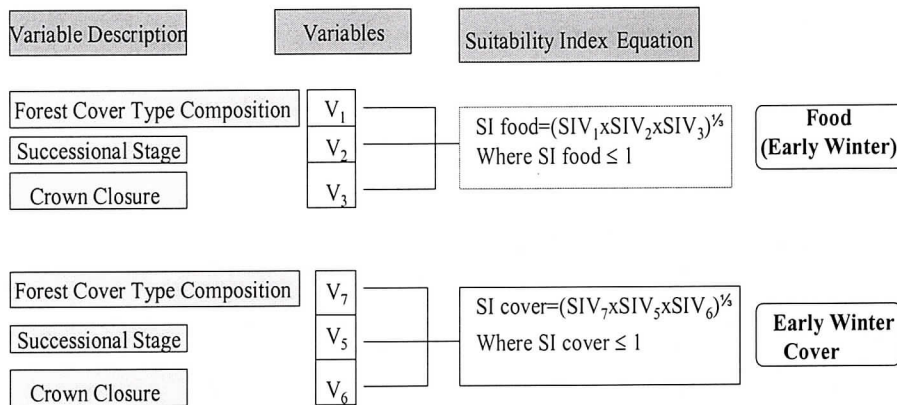 Variable Description
Variables
Suitability Index Equation
Forest Cover Type Composition
V₁
Successional Stage
V₂
Crown Closure
V₃
SI food=(SIV₁xSIV₂xSIV₃)^⅓
Where SI food ≤ 1
Food
(Early Winter)
Forest Cover Type Composition
V₇
Successional Stage
V₅
Crown Closure
V₆
SI cover=(SIV₇xSIV₅xSIV₆)^⅓
Where SI cover ≤ 1
Early Winter
Cover